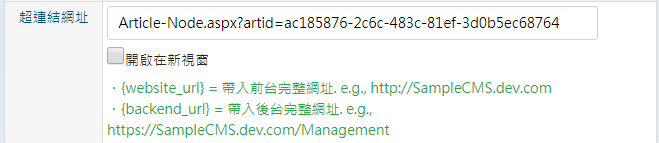 超連結網址
Article-Node.aspx?artid=ac185876-2c6c-483c-81ef-3d0b5ec68764
開啟在新視窗
．{website_url} = 帶入前台完整網址. e.g., http://SampleCMS.dev.com
．{backend_url} = 帶入後台完整網址. e.g.,
https://SampleCMS.dev.com/Management